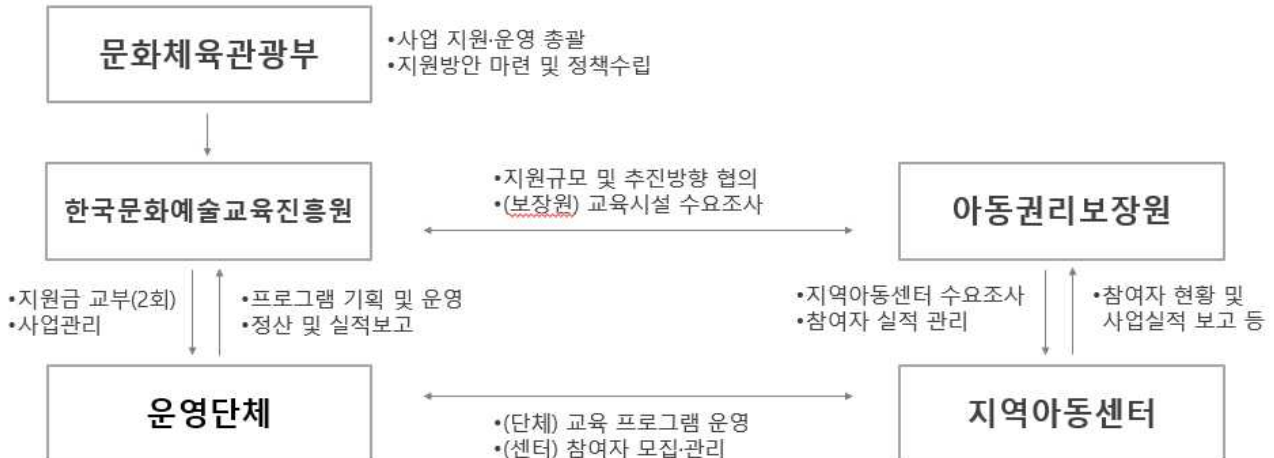 문화체육관광부
•사업 지원·운영 총괄
•지원방안 마련 및 정책수립
한국문화예술교육진흥원
•지원규모 및 추진방향 협의
•(보장원) 교육시설 수요조사
아동권리보장원
•지원금 교부(2회)
•사업관리
•프로그램 기획 및 운영
•정산 및 실적보고
•지역아동센터 수요조사
•참여자 실적 관리
•참여자 현황 및
사업실적 보고 등
운영단체
•(단체) 교육 프로그램 운영
•(센터) 참여자 모집·관리
지역아동센터